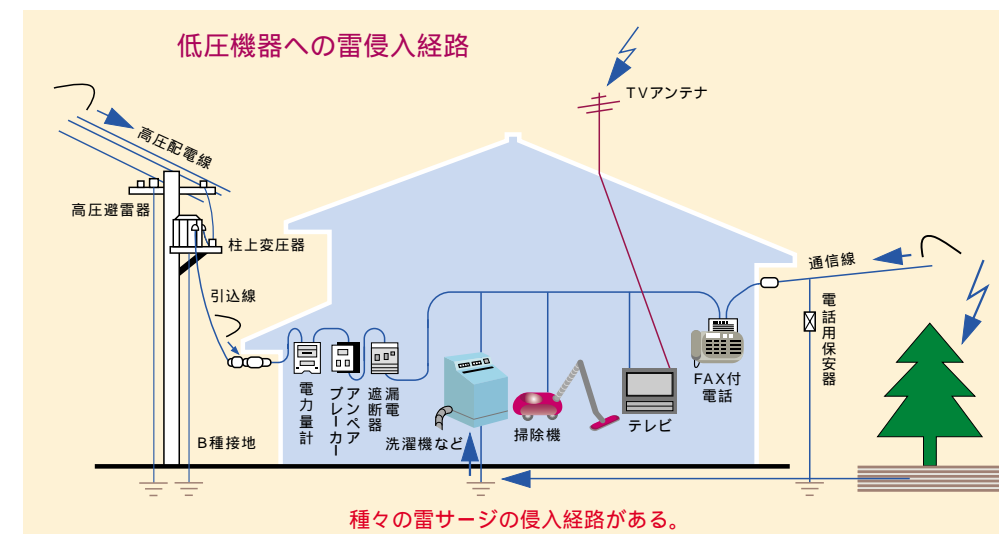 低圧機器への雷侵入経路
TVアンテナ
高圧配電線
高圧避雷器
柱上変圧器
引込線
通信線
電話用保安器
電力量計
アンペア
ブレーカー
漏電
遮断器
洗濯機など
掃除機
テレビ
FAX付
電話
B種接地
種々の雷サージの侵入経路がある。